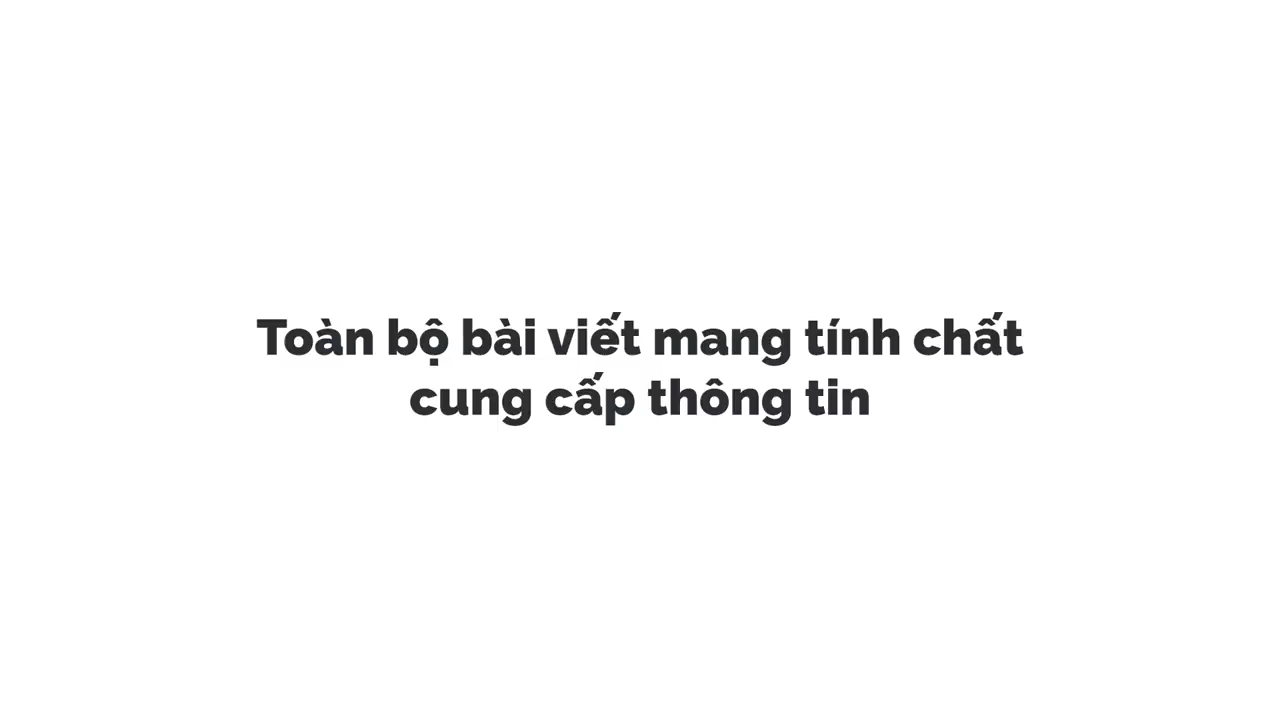 Toàn bộ bài viết mang tính chất
cung cấp thông tin